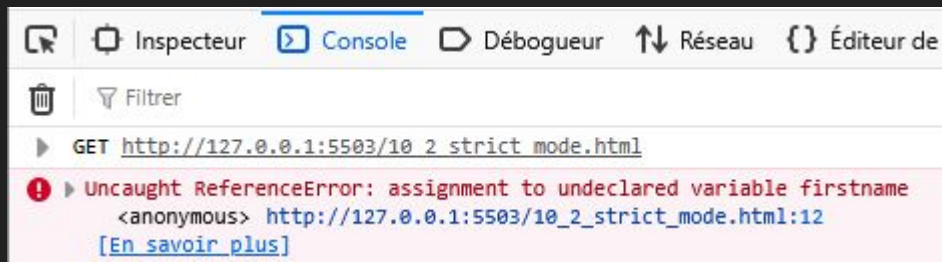 Inspecteur Console Débogueur Réseau {} Éditeur de
Filtrer
GET http://127.0.0.1:5503/10_2_strict_mode.html
Uncaught ReferenceError: assignment to undeclared variable firstname
<anonymous> http://127.0.0.1:5503/10_2_strict_mode.html:12
[En savoir plus]